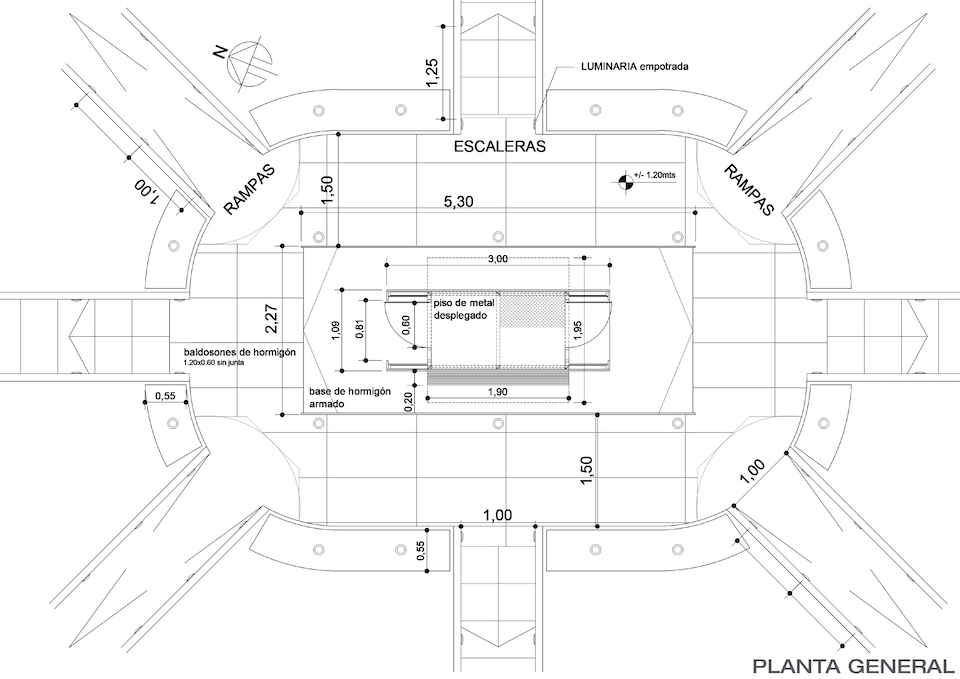 N
1,25
LUMINARIA empotrada
ESCALERAS
1,00
RAMPAS
1,50
+/- 1.20mts
RAMPAS
5,30
3,00
2,27
1,09
0,81
0,60
piso de metal
desplegado
1,95
baldosones de hormigón
1.20x0.60 sin junta
base de hormigón
armado
0,20
1,90
0,55
1,50
1,00
1,00
0,55
PLANTA GENERAL